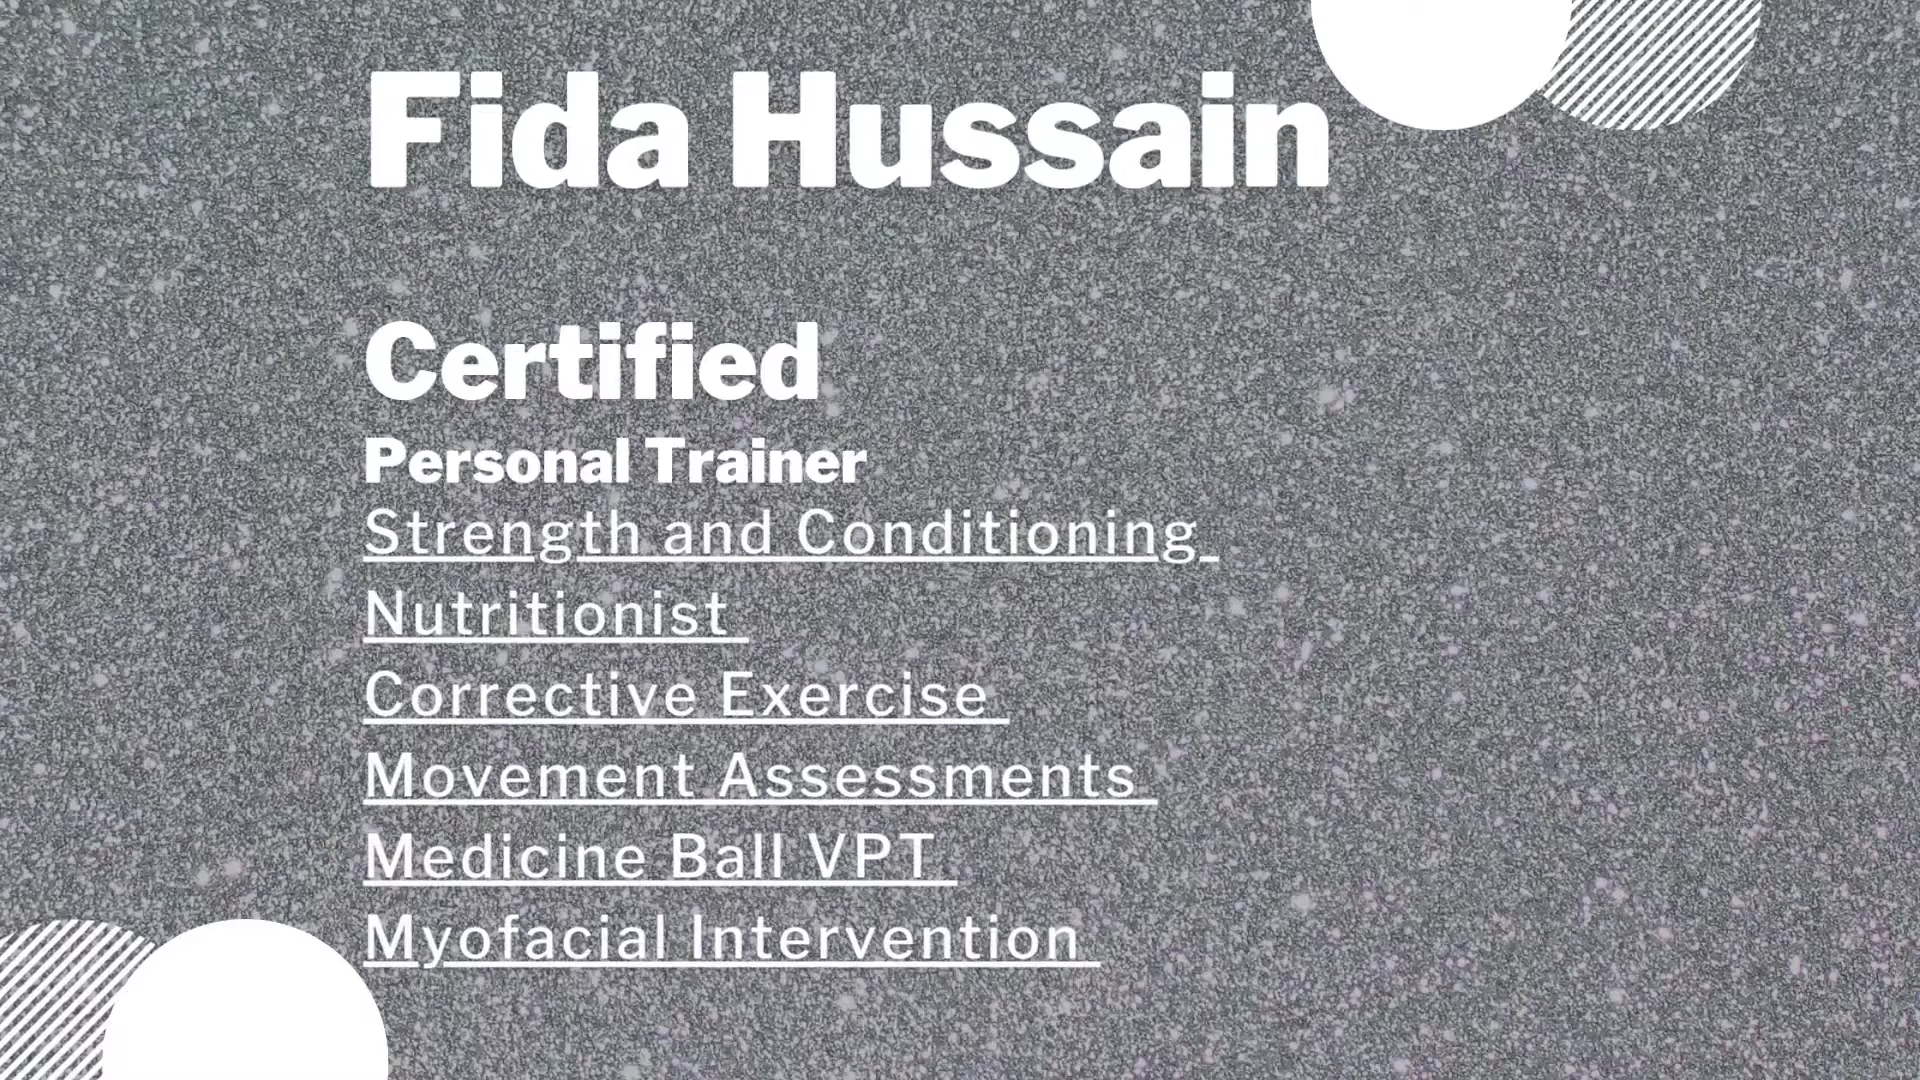 Fida Hussain
Certified
Personal Trainer
Strength and Conditioning
Nutritionist
Corrective Exercise
Movement Assessments
Medicine Ball VPT
Myofacial Intervention